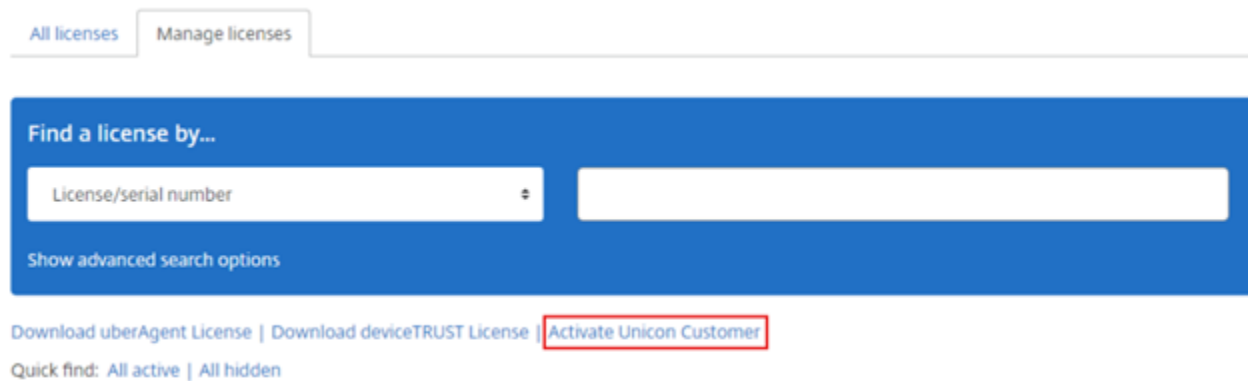 All licenses
Manage licenses
Find a license by...
License/serial number
Show advanced search options
Download uberAgent License | Download deviceTRUST License | Activate Unicon Customer
Quick find: All active | All hidden